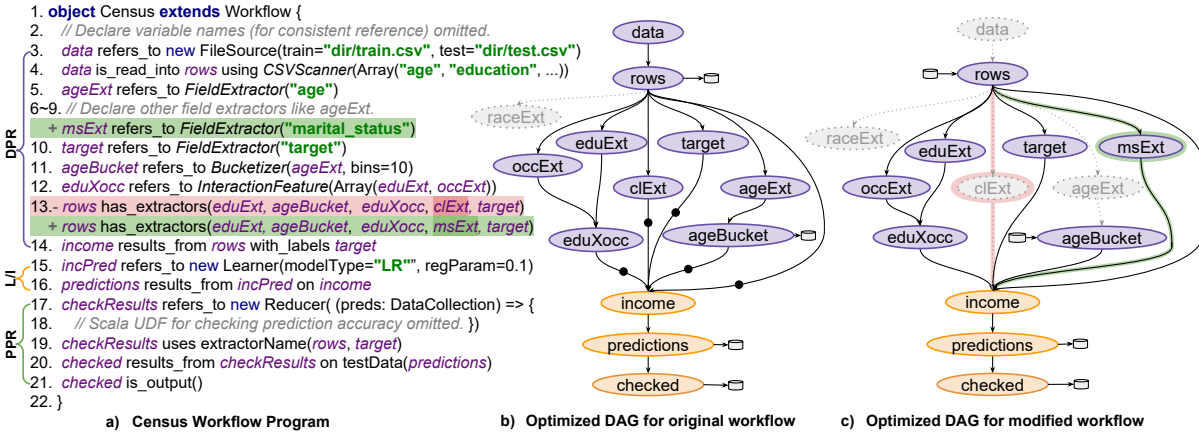 1. object Census extends Workflow {
2. // Declare variable names (for consistent reference) omitted.
3. data refers_to new FileSource(train="dir/train.csv", test="dir/test.csv")
4. data is_read_into rows using CSVScanner(Array("age", "education", ...))
5. ageExt refers_to FieldExtractor("age")
6~9. // Declare other field extractors like ageExt.
+ msExt refers_to FieldExtractor("marital_status")
10. target refers_to FieldExtractor("target")
11. ageBucket refers_to Bucketizer(ageExt, bins=10)
12. eduXocc refers_to InteractionFeature(Array(eduExt, occExt))
13.- rows has_extractors(eduExt, ageBucket, eduXocc, clExt, target)
+ rows has_extractors(eduExt, ageBucket, eduXocc, msExt, target)
14. income results_from rows with_labels target
15. incPred refers_to new Learner(modelType="LR"”, regParam=0.1)
16. predictions results_from incPred on income
17. checkResults refers_to new Reducer( (preds: DataCollection) => {
18. // Scala UDF for checking prediction accuracy omitted. })
19. checkResults uses extractorName(rows, target)
20. checked results_from checkResults on testData(predictions)
21. checked is_output()
22. }
DPR
L/I
PPR
a) Census Workflow Program
data
rows
raceExt
eduExt
target
occExt
clExt
ageExt
eduXocc
ageBucket
income
predictions
checked
b) Optimized DAG for original workflow
data
rows
raceExt
eduExt
target
msExt
occExt
clExt
ageExt
eduXocc
ageBucket
income
predictions
checked
c) Optimized DAG for modified workflow